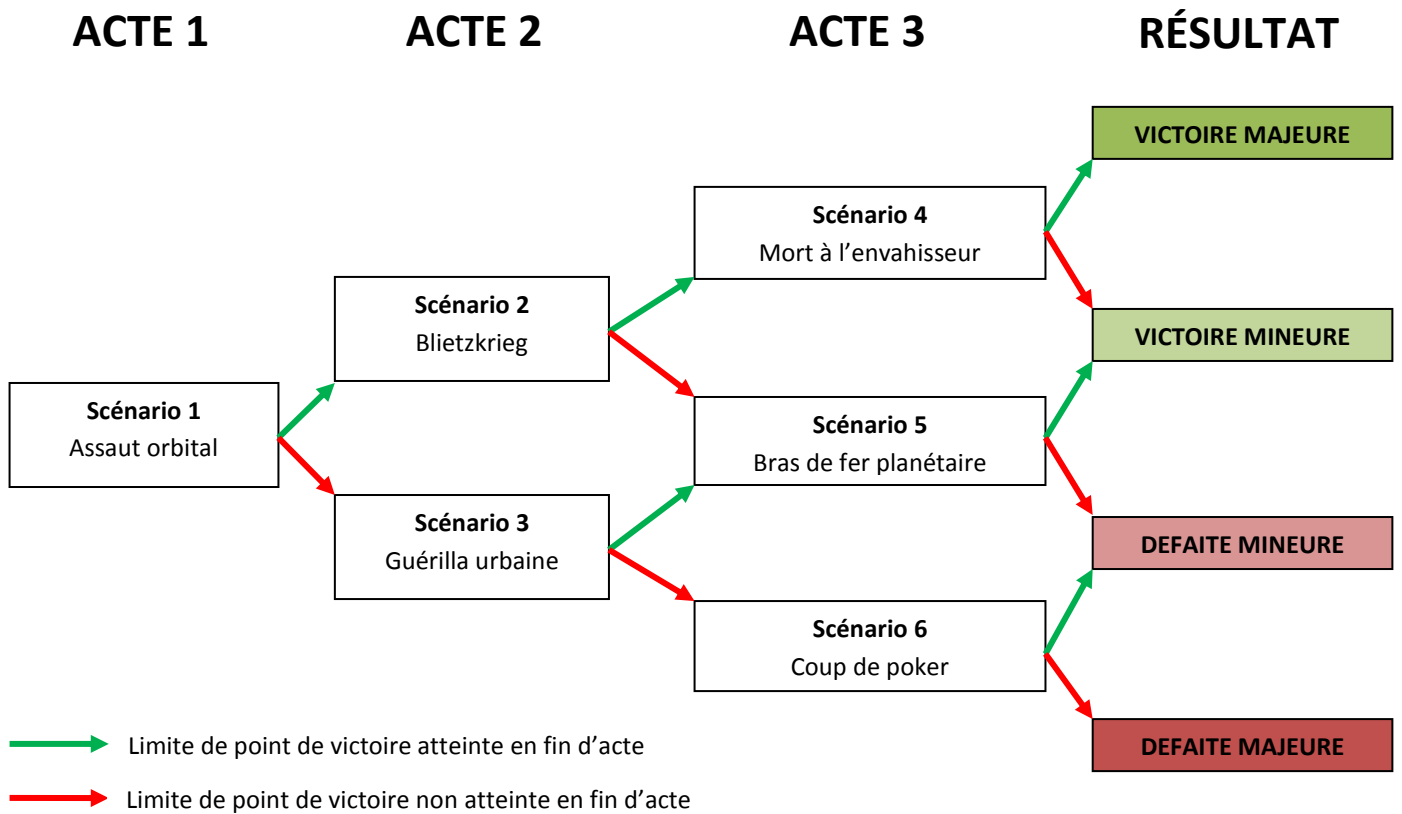 ACTE 1
ACTE 2
ACTE 3
RÉSULTAT
VICTOIRE MAJEURE
Scénario 4
Mort à l’envahisseur
Scénario 2
Blietzkrieg
VICTOIRE MINEURE
Scénario 1
Assaut orbital
Scénario 5
Bras de fer planétaire
Scénario 3
Guérilla urbaine
DEFAITE MINEURE
Scénario 6
Coup de poker
DEFAITE MAJEURE
Limite de point de victoire atteinte en fin d’acte
Limite de point de victoire non atteinte en fin d’acte